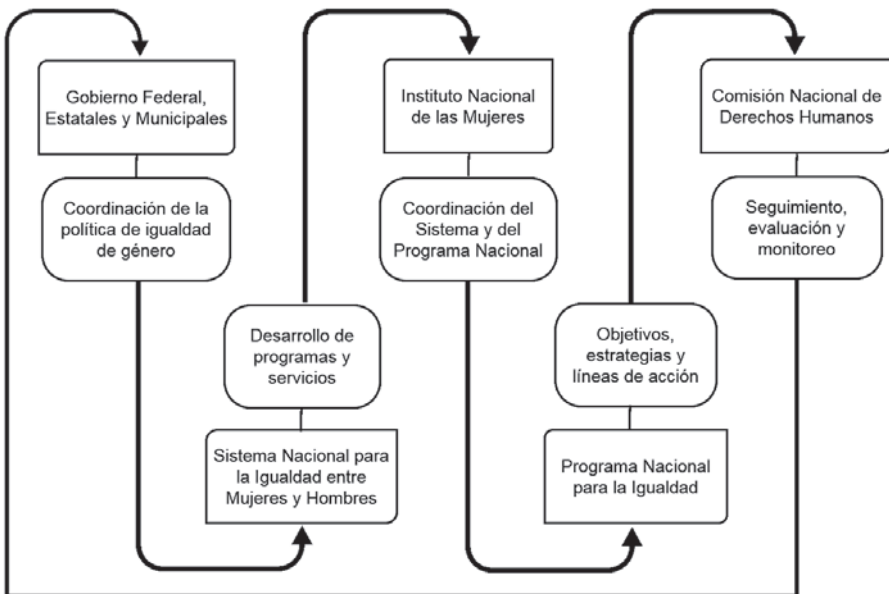 Gobierno Federal,
Estatales y Municipales
Coordinación de la
política de igualdad
de género
Sistema Nacional para
la Igualdad entre
Mujeres y Hombres
Desarrollo de
programas y
servicios
Instituto Nacional
de las Mujeres
Coordinación del
Sistema y del
Programa Nacional
Programa Nacional
para la Igualdad
Objetivos,
estrategias y
líneas de acción
Comisión Nacional de
Derechos Humanos
Seguimiento,
evaluación y
monitoreo